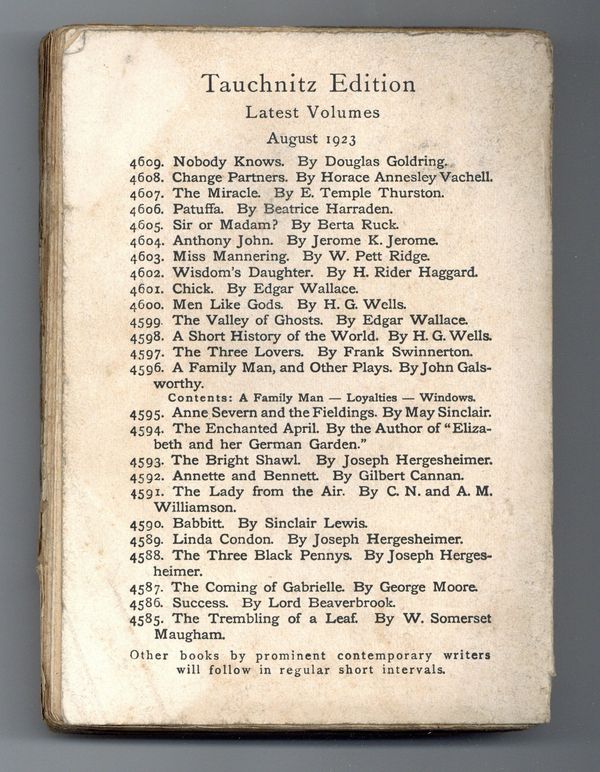 Tauchnitz Edition
Latest Volumes
August 1923
4609. Nobody Knows. By Douglas Goldring.
4608. Change Partners. By Horace Annesley Vachell.
4607. The Miracle. By E. Temple Thurston.
4606. Patuffa. By Beatrice Harraden.
4605. Sir or Madam? By Berta Ruck.
4604. Anthony John. By Jerome K. Jerome.
4603. Miss Mannering. By W. Pett Ridge.
4602. Wisdom's Daughter. By H. Rider Haggard.
4601. Chick. By Edgar Wallace.
4600. Men Like Gods. By H. G. Wells.
4599. The Valley of Ghosts. By Edgar Wallace.
4598. A Short History of the World. By H. G. Wells.
4597. The Three Lovers. By Frank Swinnerton.
4596. A Family Man, and Other Plays. By John Gals-
worthy.
Contents: A Family Man — Loyalties — Windows.
4595. Anne Severn and the Fieldings. By May Sinclair.
4594. The Enchanted April. By the Author of "Eliza-
beth and her German Garden."
4593. The Bright Shawl. By Joseph Hergesheimer.
4592. Annette and Bennett. By Gilbert Cannan.
4591. The Lady from the Air. By C. N. and A. M.
Williamson.
4590. Babbitt. By Sinclair Lewis.
4589. Linda Condon. By Joseph Hergesheimer.
4588. The Three Black Pennys. By Joseph Herges-
heimer.
4587. The Coming of Gabrielle. By George Moore.
4586. Success. By Lord Beaverbrook.
4585. The Trembling of a Leaf. By W. Somerset
Maugham.
Other books by prominent contemporary writers
will follow in regular short intervals.